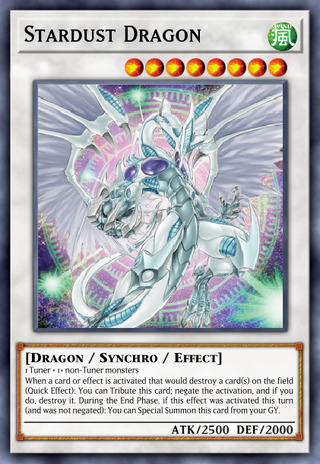 STARDUST DRAGON
WIND
風
[DRAGON / SYNCHRO / EFFECT]
1 Tuner + 1+ non-Tuner monsters
When a card or effect is activated that would destroy a card(s) on the field
(Quick Effect): You can Tribute this card; negate the activation, and if you
do, destroy it. During the End Phase, if this effect was activated this turn
(and was not negated): You can Special Summon this card from your GY.
ATK/2500 DEF/2000